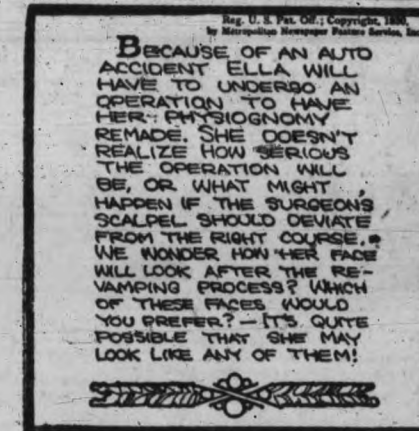 Reg. U. S. Pat. Off.; Copyright, 1930,
by Metropolitan Newspaper Feature Service, Inc
BECAUSE OF AN AUTO
ACCIDENT ELLA WILL
HAVE TO UNDERGO AN
OPERATION TO HAVE
HER PHYSIOGNOMY
REMADE. SHE DOESN'T
REALIZE HOW SERIOUS
THE OPERATION WILL
BE, OR WHAT MIGHT
HAPPEN IF THE SURGEONS
SCALPEL SHOULD DEVIATE
FROM THE RIGHT COURSE.
WE WONDER HOW HER FACE
WILL LOOK AFTER THE RE-
VAMPING PROCESS? WHICH
OF THESE FACES WOULD
YOU PREFER? — IT'S QUITE
POSSIBLE THAT SHE MAY
LOOK LIKE ANY OF THEM!